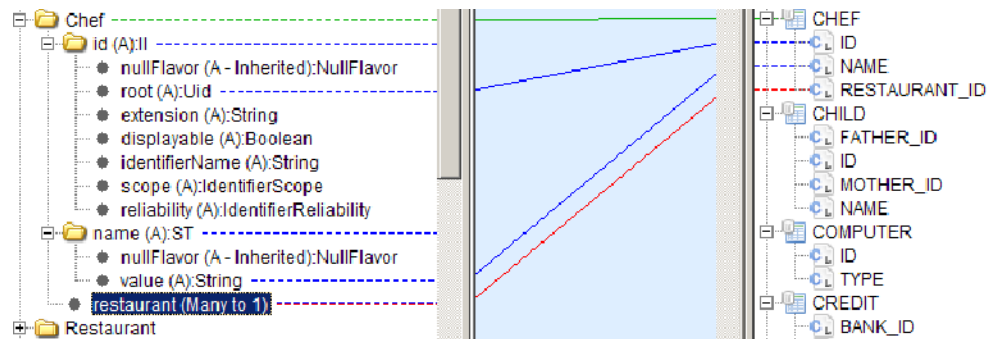 Chef
id (A):II
nullFlavor (A - Inherited):NullFlavor
root (A):Uid
extension (A):String
displayable (A):Boolean
identifierName (A):String
scope (A):IdentifierScope
reliability (A):IdentifierReliability
name (A):ST
nullFlavor (A - Inherited):NullFlavor
value (A):String
restaurant (Many to 1)
Restaurant
CHEF
ID
NAME
RESTAURANT_ID
CHILD
FATHER_ID
ID
MOTHER_ID
NAME
COMPUTER
ID
TYPE
CREDIT
BANK_ID